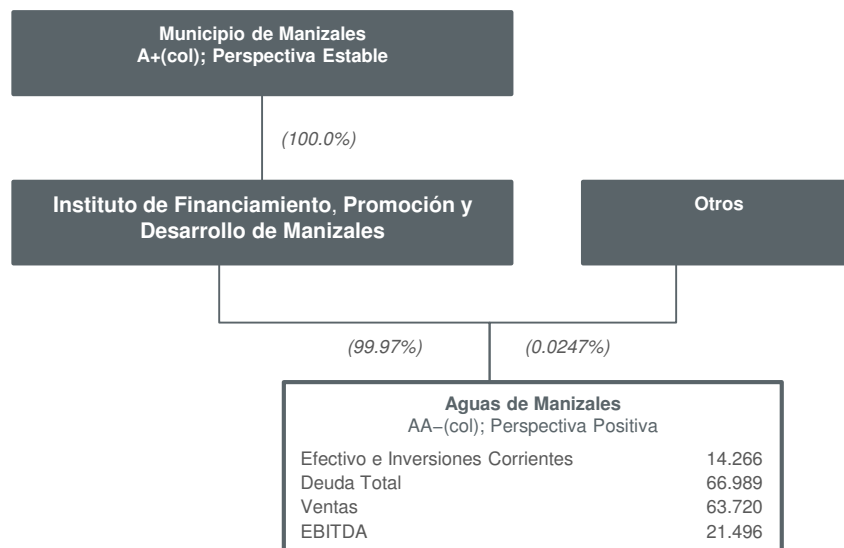 Municipio de Manizales
A+(col); Perspectiva Estable
(100.0%)
Instituto de Financiamiento, Promoción y
Desarrollo de Manizales
Otros
(99.97%)
(0.0247%)
Aguas de Manizales
AA–(col); Perspectiva Positiva
Efectivo e Inversiones Corrientes 14.266
Deuda Total 66.989
Ventas 63.720
EBITDA 21.496